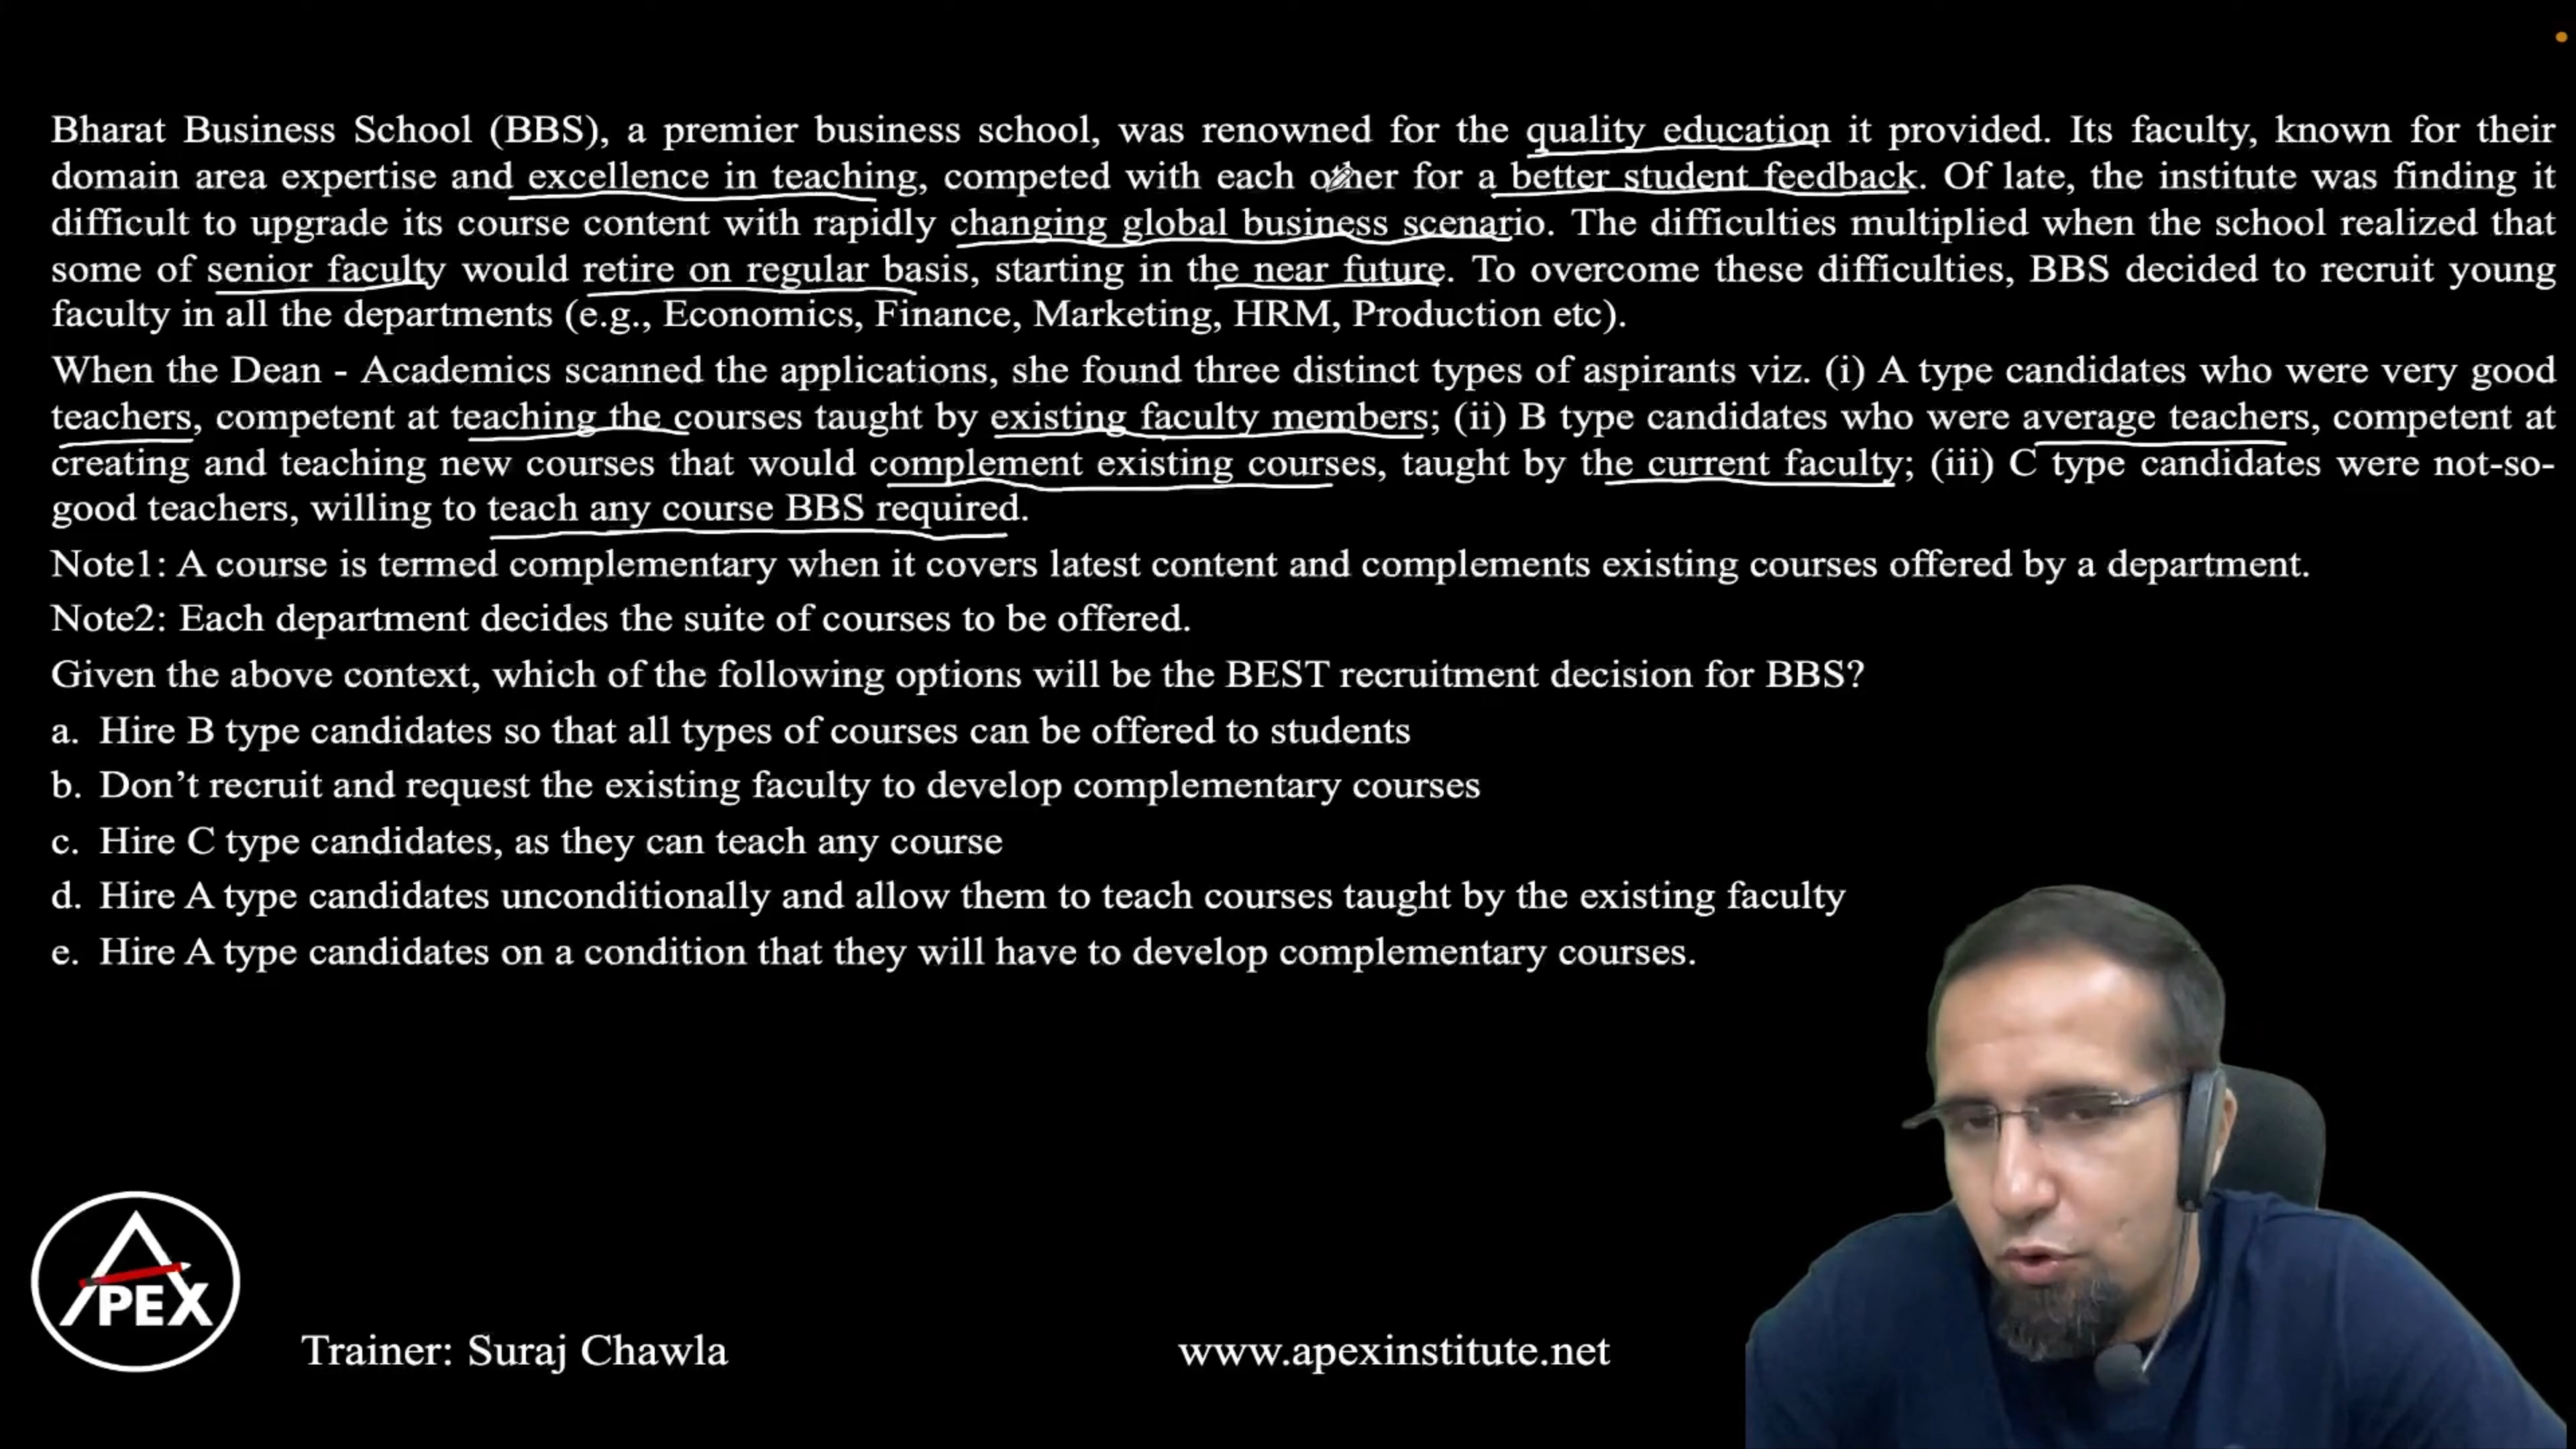 Bharat Business School (BBS), a premier business school, was renowned for the quality education it provided. Its faculty, known for their
domain area expertise and excellence in teaching, competed with each other for a better student feedback. Of late, the institute was finding it
difficult to upgrade its course content with rapidly changing global business scenario. The difficulties multiplied when the school realized that
some of senior faculty would retire on regular basis, starting in the near future. To overcome these difficulties, BBS decided to recruit young
faculty in all the departments (e.g., Economics, Finance, Marketing, HRM, Production etc).
When the Dean - Academics scanned the applications, she found three distinct types of aspirants viz. (i) A type candidates who were very good
teachers, competent at teaching the courses taught by existing faculty members; (ii) B type candidates who were average teachers, competent at
creating and teaching new courses that would complement existing courses, taught by the current faculty; (iii) C type candidates were not-so-
good teachers, willing to teach any course BBS required.
Note1: A course is termed complementary when it covers latest content and complements existing courses offered by a department.
Note2: Each department decides the suite of courses to be offered.
Given the above context, which of the following options will be the BEST recruitment decision for BBS?
a. Hire B type candidates so that all types of courses can be offered to students
b. Don't recruit and request the existing faculty to develop complementary courses
c. Hire C type candidates, as they can teach any course
d. Hire A type candidates unconditionally and allow them to teach courses taught by the existing faculty
e. Hire A type candidates on a condition that they will have to develop complementary courses.
APEX
Trainer: Suraj Chawla
www.apexinstitute.net